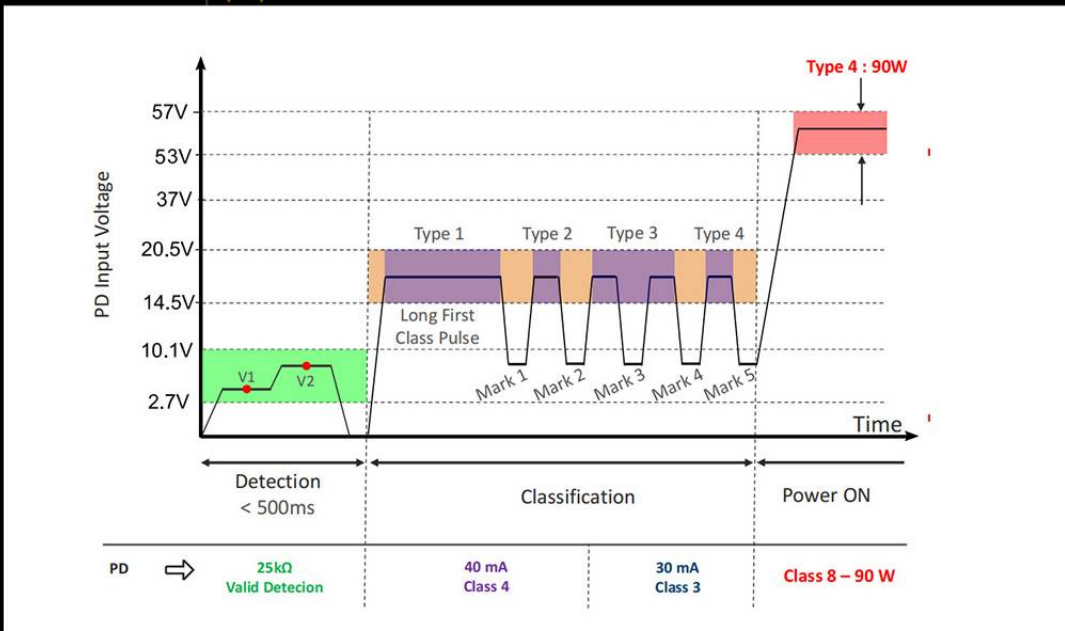 Type 4 : 90W
57V
53V
37V
20.5V
14.5V
10.1V
2.7V
PD Input Voltage
Type 1
Type 2
Type 3
Type 4
Long First
Class Pulse
V1
V2
Mark 1
Mark 2
Mark 3
Mark 4
Mark 5
Time
Detection
< 500ms
Classification
Power ON
PD
25kΩ
Valid Detecion
40 mA
Class 4
30 mA
Class 3
Class 8 – 90 W